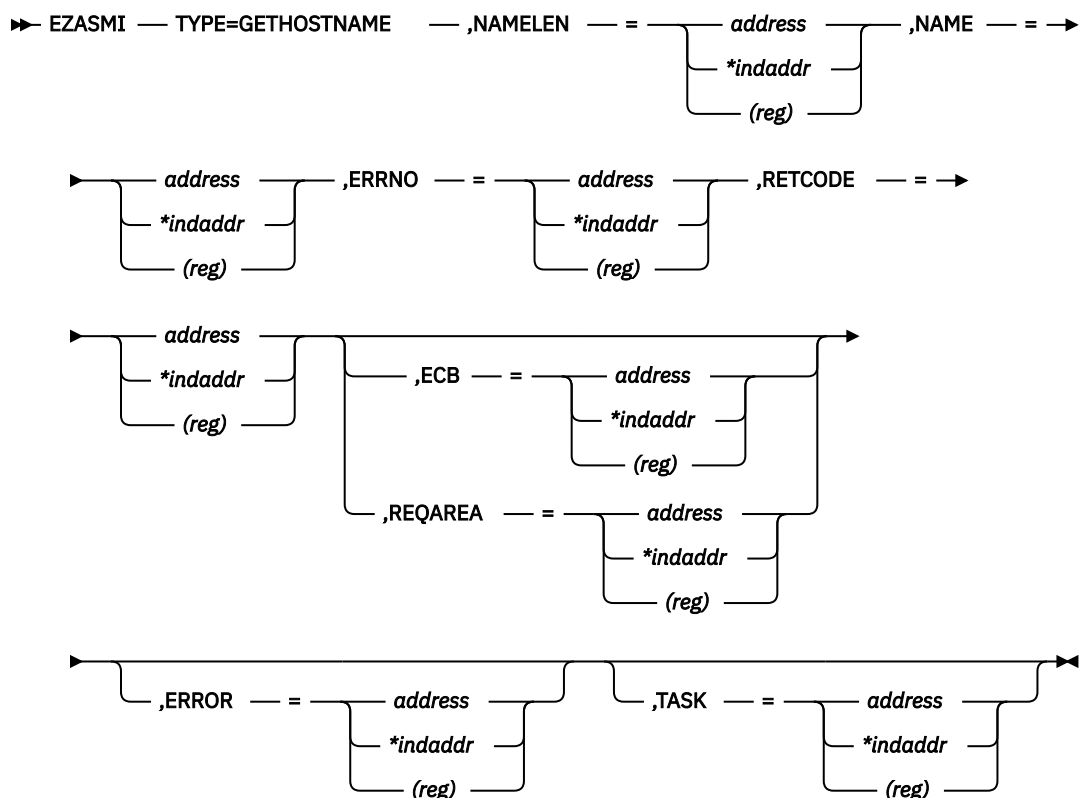 EZASMI TYPE=GETHOSTNAME ,NAMELEN = address ,NAME =
*indaddr
(reg)
address ,ERRNO = address ,RETCODE =
*indaddr *indaddr
(reg) (reg)
address
*indaddr ,ECB = address
(reg) *indaddr
(reg)
,REQAREA = address
*indaddr
(reg)
,ERROR = address ,TASK = address
*indaddr *indaddr
(reg) (reg)